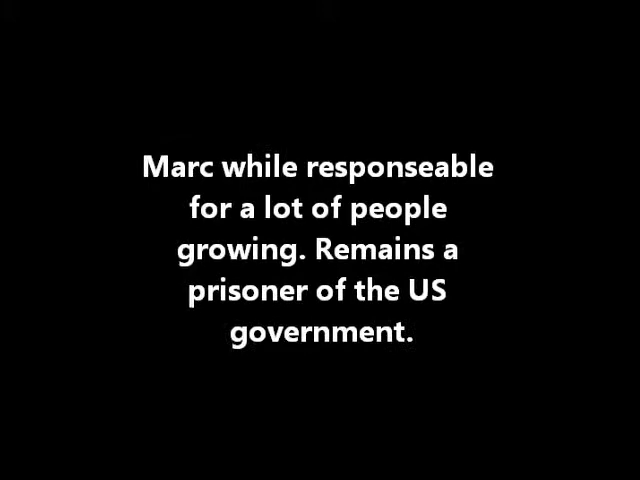 Marc while responseable
for a lot of people
growing. Remains a
prisoner of the US
government.